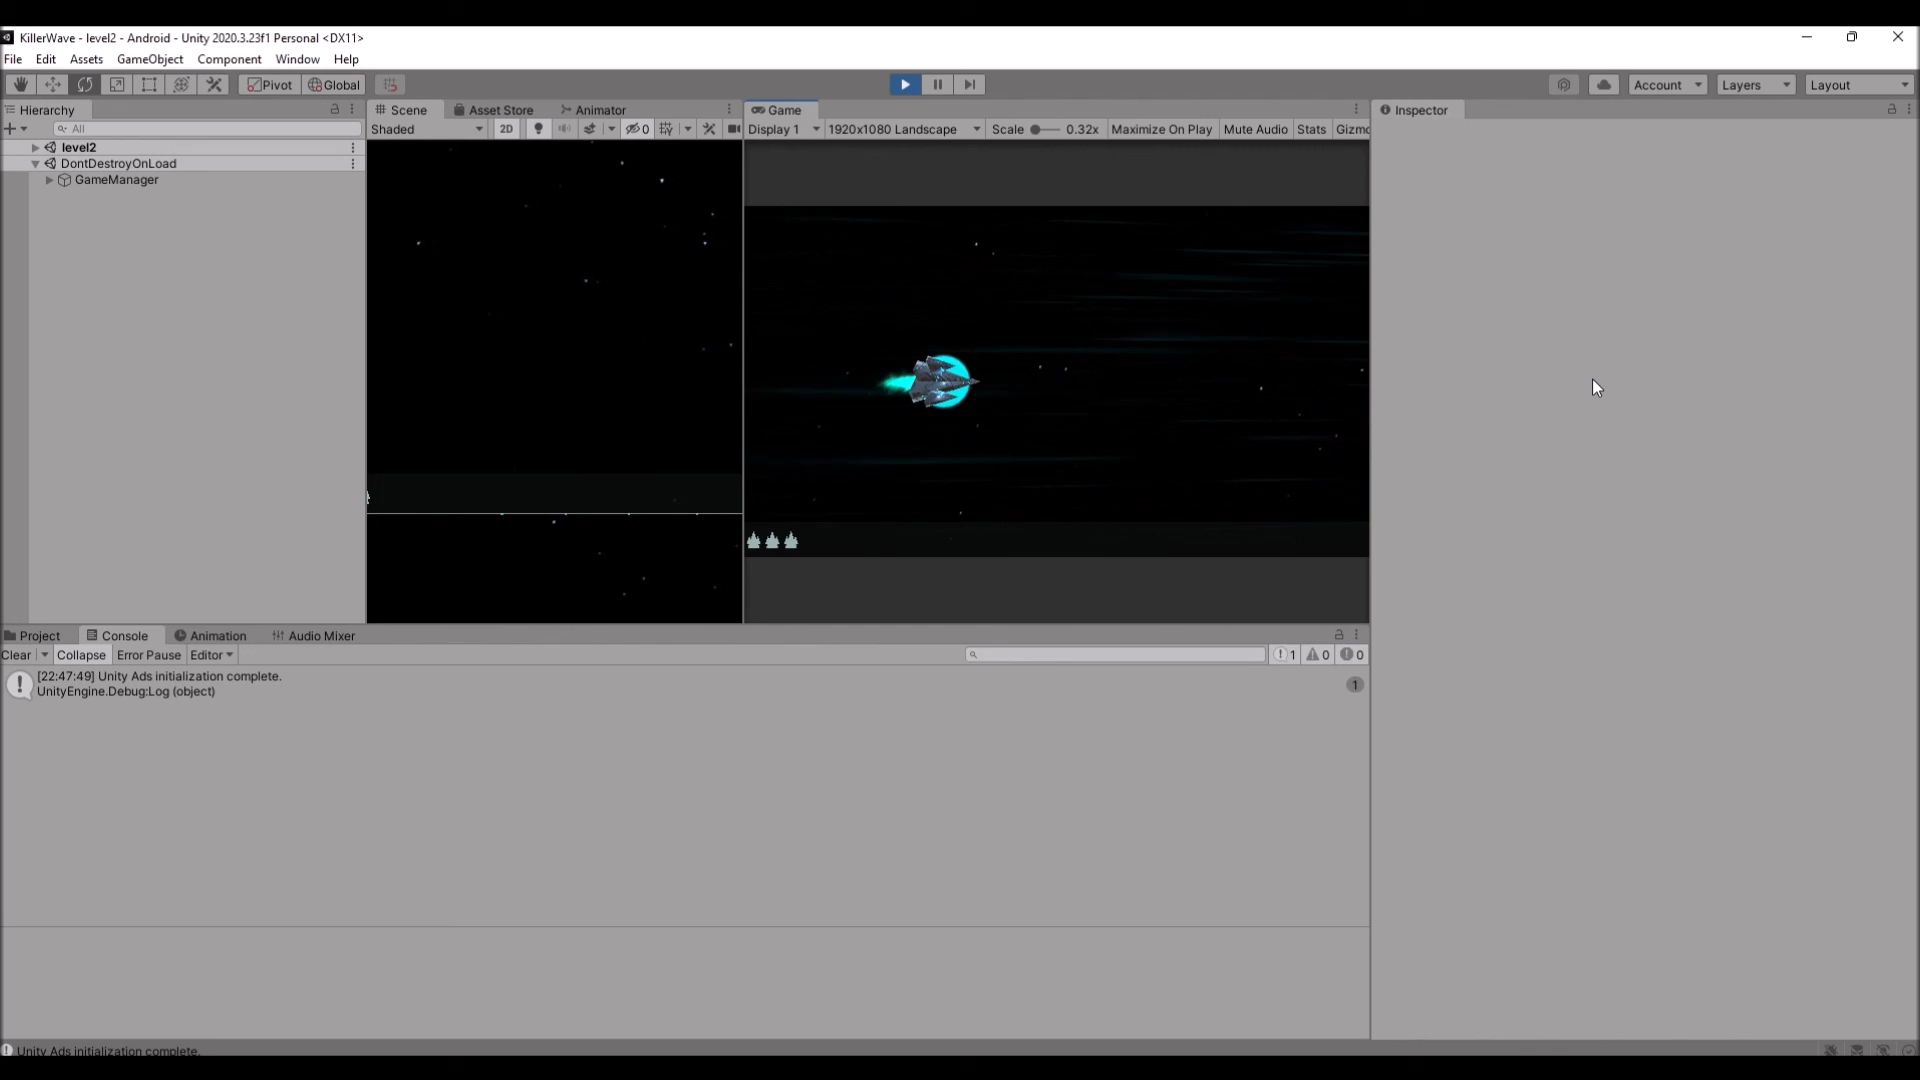 KillerWave - level2 - Android - Unity 2020.3.23f1 Personal <DX11>
File Edit Assets GameObject Component Window Help
Pivot Global Account Layers Layout
Hierarchy Scene Asset Store Animator Game Inspector
All Shaded 2D 0 Display 1 1920x1080 Landscape Scale 0.32x Maximize On Play Mute Audio Stats Gizmo
level2
DontDestroyOnLoad
GameManager
Project Console Animation Audio Mixer
Clear Collapse Error Pause Editor 1 0 0
[22:47:49] Unity Ads initialization complete.
UnityEngine.Debug:Log (object)
1
Unity Ads initialization complete.